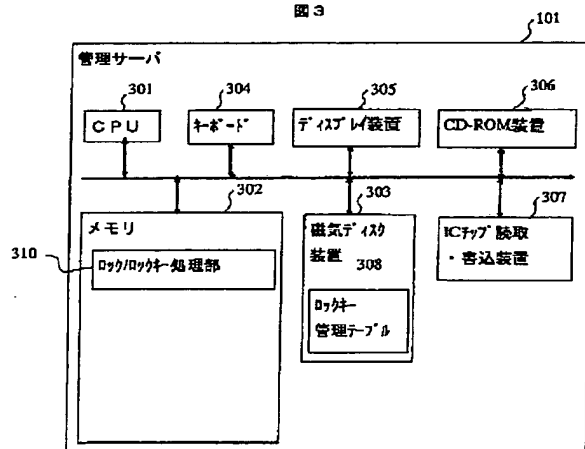 図3
101
管理サーバ
301
304
305
306
CPU
ｷｰﾎﾞｰﾄﾞ
ﾃﾞｨｽﾌﾟﾚｲ装置
CD-ROM装置
302
303
307
メモリ
磁気ディスク
装置
308
ICﾁｯﾌﾟ読取
・書込装置
310
ﾛｯｸ/ﾛｯｸｷｰ処理部
ﾛｯｸｷｰ
管理ﾃｰﾌﾞﾙ